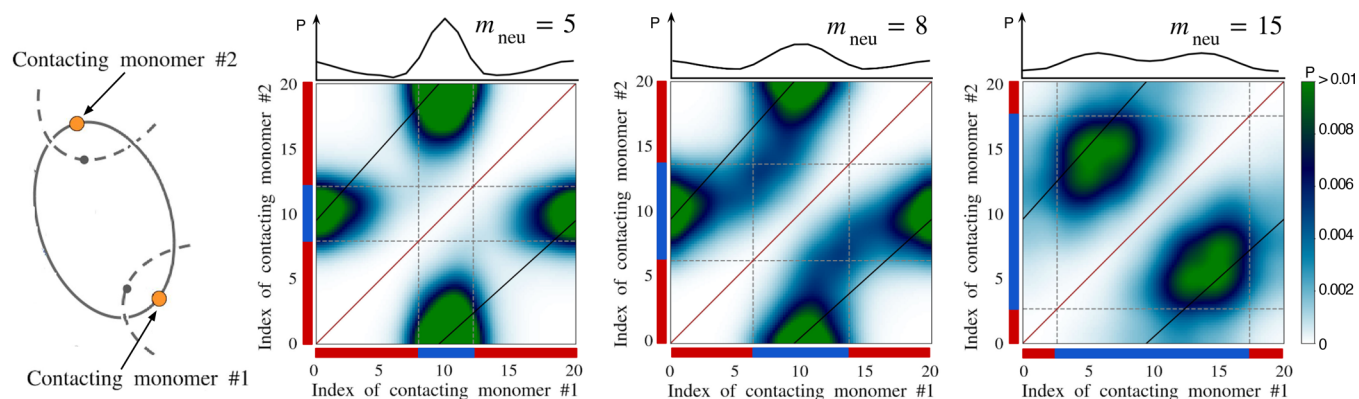 Contacting monomer #2
Contacting monomer #1
P
m neu = 5
Index of contacting monomer #2
20
15
10
5
0
0 5 10 15 20
Index of contacting monomer #1
P
m neu = 8
Index of contacting monomer #2
20
15
10
5
0
0 5 10 15 20
Index of contacting monomer #1
P
m neu = 15
Index of contacting monomer #2
20
15
10
5
0
0 5 10 15 20
Index of contacting monomer #1
P
>0.01
0.008
0.006
0.004
0.002
0